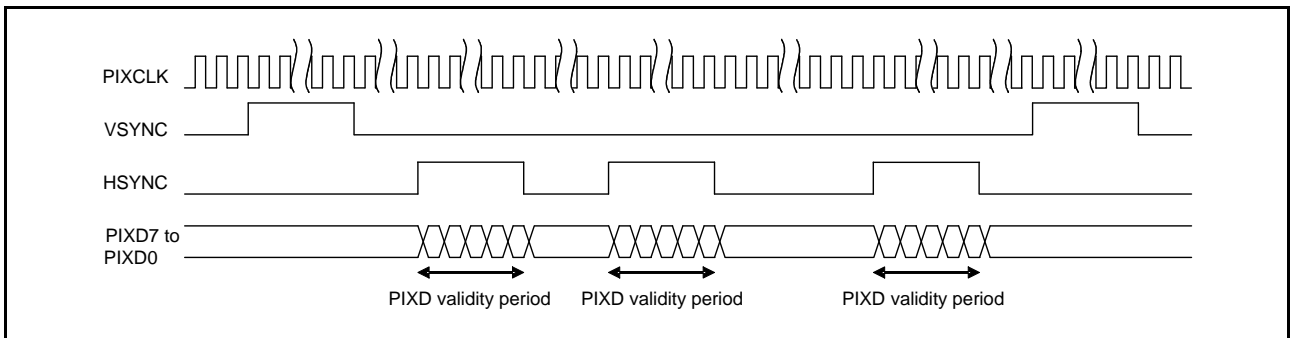 PIXCLK
VSYNC
HSYNC
PIXD7 to
PIXD0
PIXD validity period
PIXD validity period
PIXD validity period